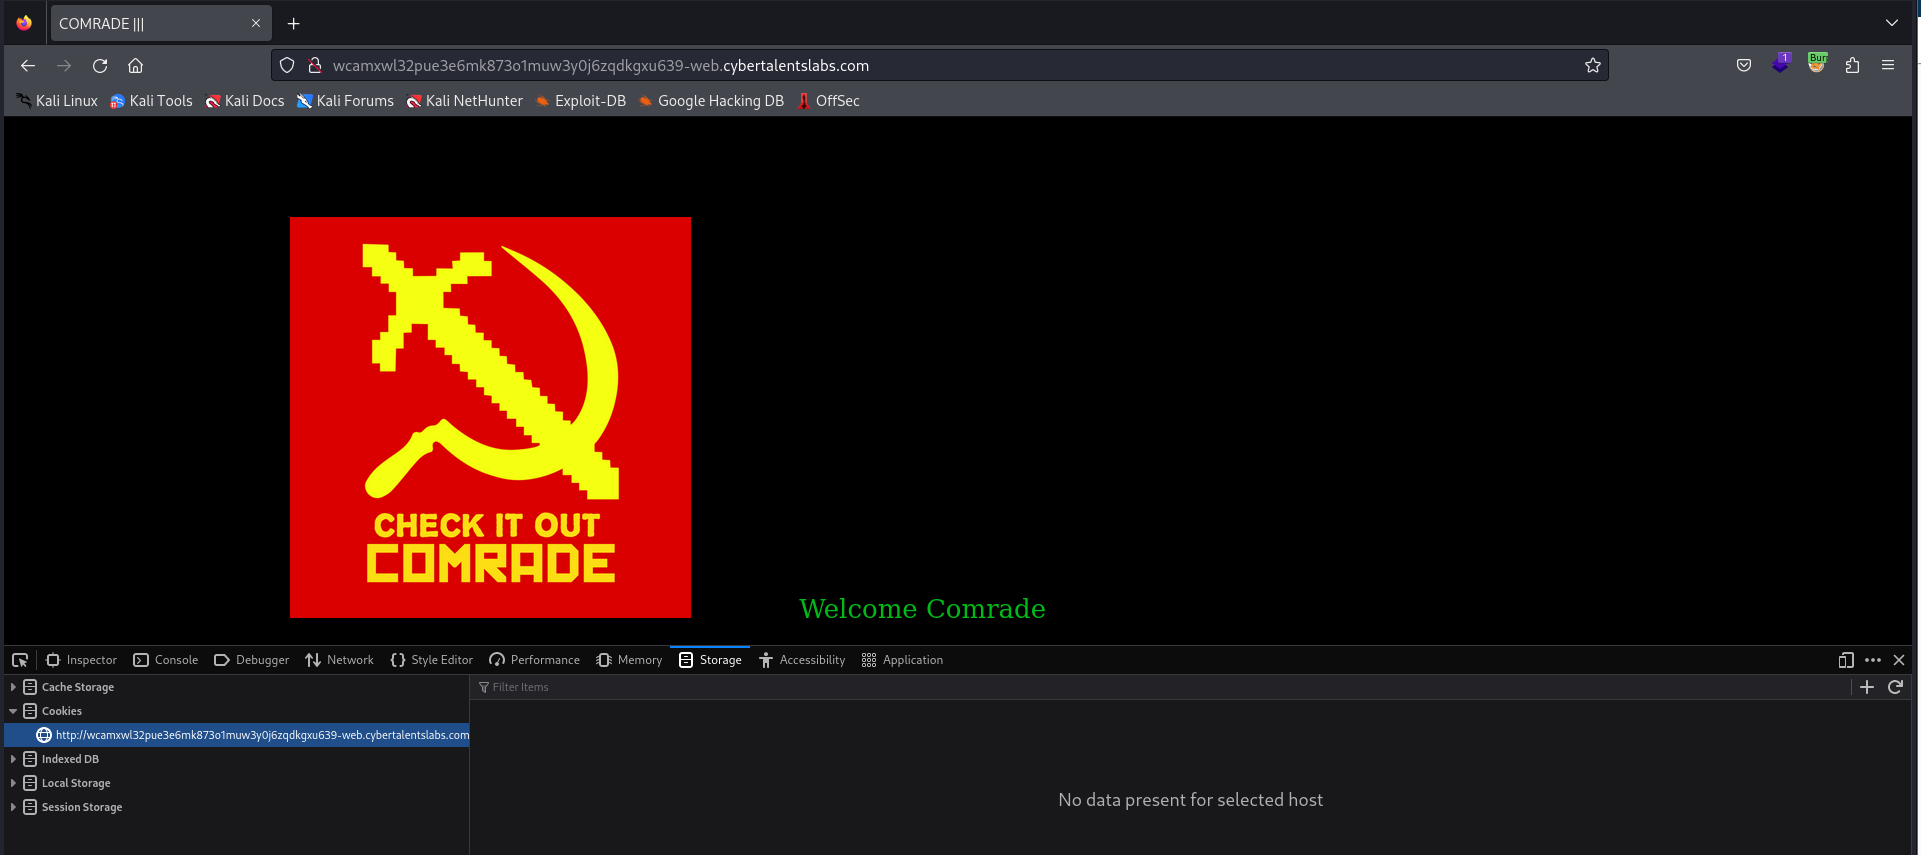 COMRADE |||
wcamxwl32pue3e6mk873o1muw3y0j6zqdkgxu639-web.cybertalentslabs.com
1
Burr
Kali Linux Kali Tools Kali Docs Kali Forums Kali NetHunter Exploit-DB Google Hacking DB OffSec
CHECK IT OUT
COMRADE
Welcome Comrade
Inspector Console Debugger Network Style Editor Performance Memory Storage Accessibility Application
Cache Storage
Filter Items
Cookies
http://wcamxwl32pue3e6mk873o1muw3y0j6zqdkgxu639-web.cybertalentslabs.com
Indexed DB
Local Storage
Session Storage
No data present for selected host